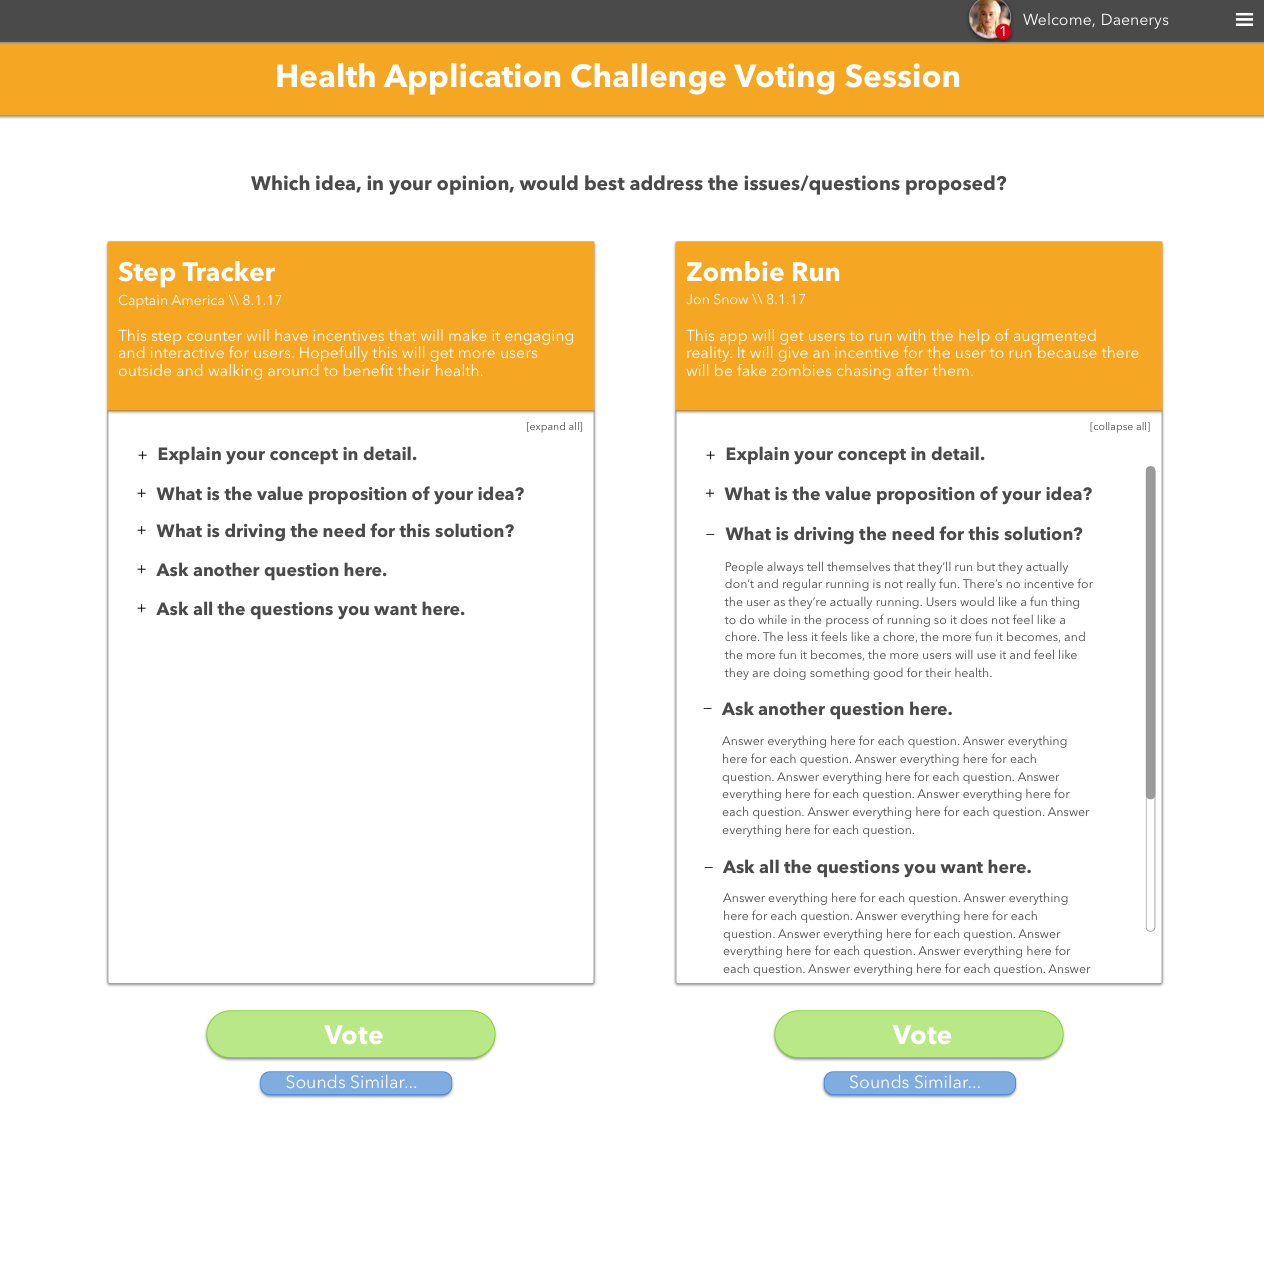 1
Welcome, Daenerys
Health Application Challenge Voting Session
Which idea, in your opinion, would best address the issues/questions proposed?
Step Tracker
Captain America \\ 8.1.17
This step counter will have incentives that will make it engaging
and interactive for users. Hopefully this will get more users
outside and walking around to benefit their health.
[expand all]
+ Explain your concept in detail.
+ What is the value proposition of your idea?
+ What is driving the need for this solution?
+ Ask another question here.
+ Ask all the questions you want here.
Vote
Sounds Similar...
Zombie Run
Jon Snow \\ 8.1.17
This app will get users to run with the help of augmented
reality. It will give an incentive for the user to run because there
will be fake zombies chasing after them.
[collapse all]
+ Explain your concept in detail.
+ What is the value proposition of your idea?
– What is driving the need for this solution?
People always tell themselves that they’ll run but they actually
don’t and regular running is not really fun. There’s no incentive for
the user as they’re actually running. Users would like a fun thing
to do while in the process of running so it does not feel like a
chore. The less it feels like a chore, the more fun it becomes, and
the more fun it becomes, the more users will use it and feel like
they are doing something good for their health.
– Ask another question here.
Answer everything here for each question. Answer everything
here for each question. Answer everything here for each
question. Answer everything here for each question. Answer
everything here for each question. Answer everything here for
each question. Answer everything here for each question. Answer
everything here for each question.
– Ask all the questions you want here.
Answer everything here for each question. Answer everything
here for each question. Answer everything here for each
question. Answer everything here for each question. Answer
everything here for each question. Answer everything here for
each question. Answer everything here for each question. Answer
Vote
Sounds Similar...